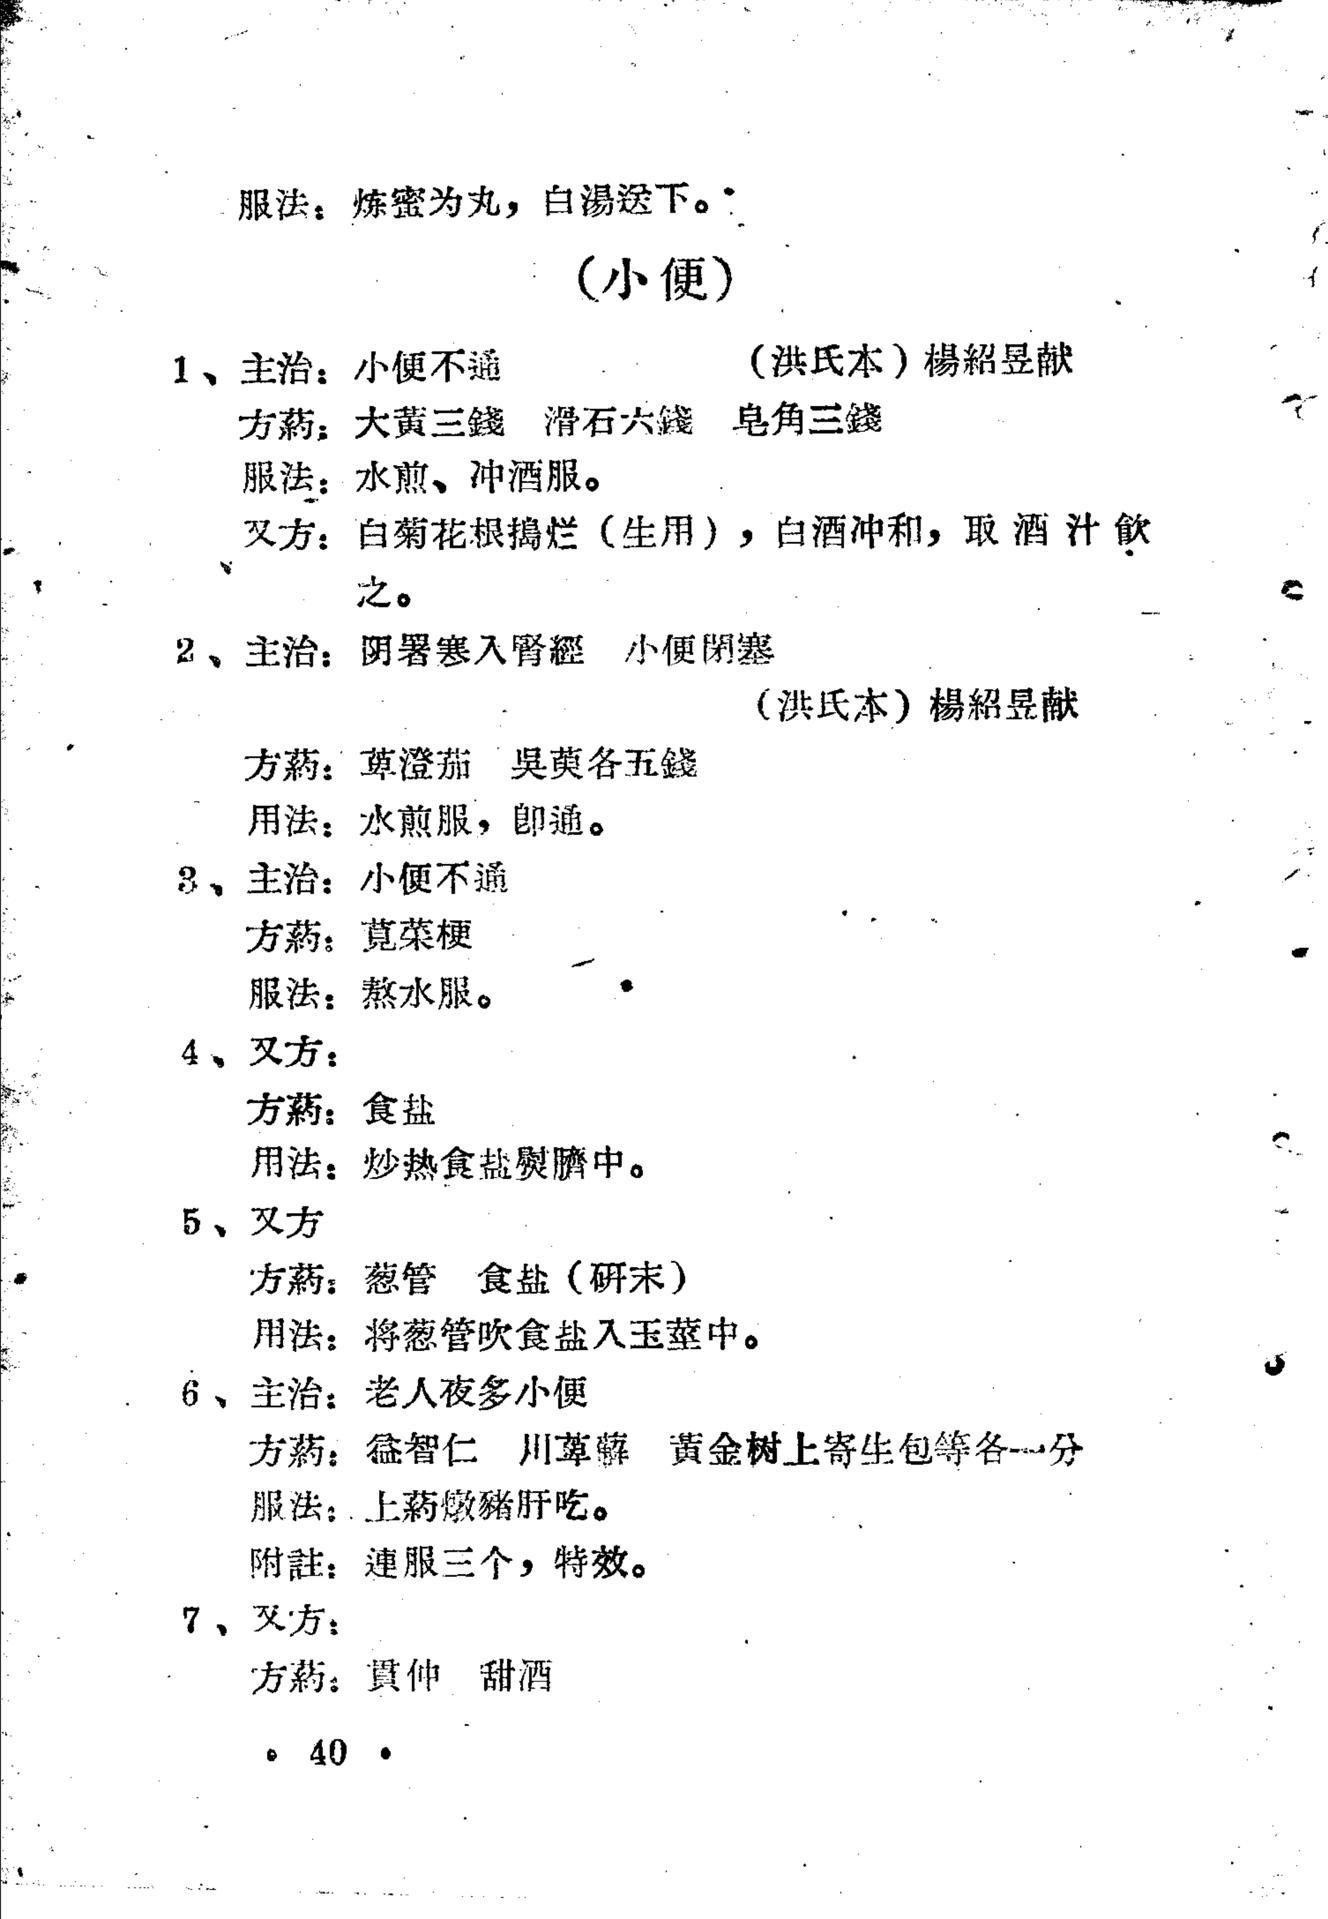 服法：炼蜜为丸，白湯送下。
（小便）
1、主治：小便不通　（洪氏本）楊紹昱献
方葯：大黃三錢　滑石六錢　皂角三錢
服法：水煎、冲酒服。
又方：白菊花根搗烂（生用），白酒冲和，取酒汁飲
之。
2、主治：阴署寒入腎經　小便閉塞
（洪氏本）楊紹昱献
方葯：蓽澄茄　吳萸各五錢
用法：水煎服，卽通。
3、主治：小便不通
方葯：莧菜梗
服法：熬水服。
4、又方：
方葯：食盐
用法：炒热食盐熨臍中。
5、又方
方葯：葱管　食盐（研末）
用法：将葱管吹食盐入玉莖中。
6、主治：老人夜多小便
方葯：益智仁　川萆薢　黃金树上寄生包等各一分
服法：上葯燉豬肝吃。
附註：連服三个，特效。
7、又方：
方葯：貫仲　甜酒
• 40 •